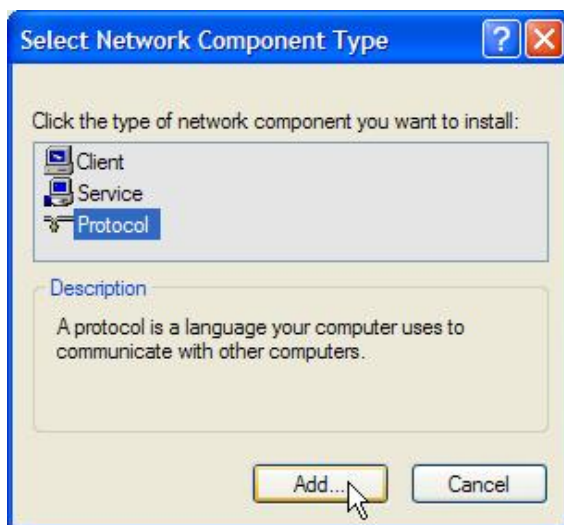 Select Network Component Type
Click the type of network component you want to install:
Client
Service
Protocol
Description
A protocol is a language your computer uses to
communicate with other computers.
Add... Cancel